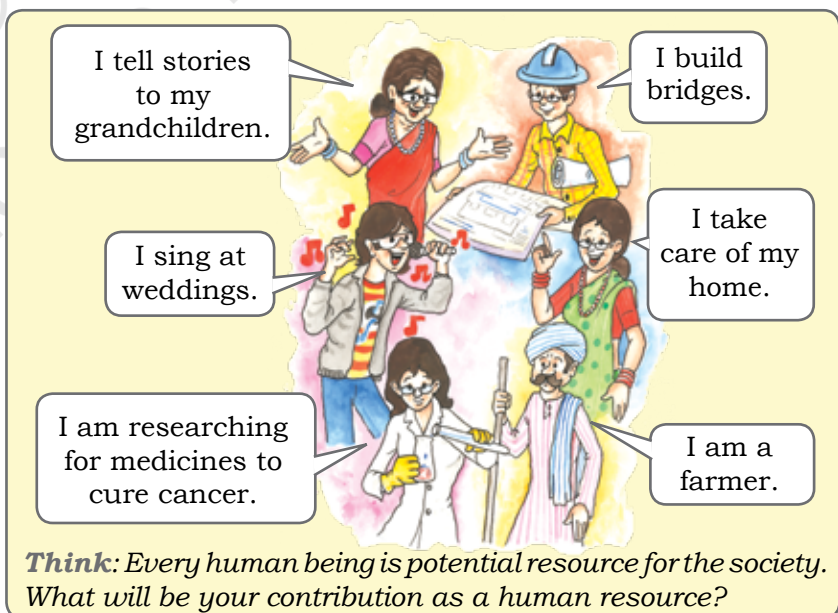 I tell stories
to my
grandchildren.
I build
bridges.
I sing at
weddings.
I take
care of my
home.
I am researching
for medicines to
cure cancer.
I am a
farmer.
Think: Every human being is potential resource for the society.
What will be your contribution as a human resource?